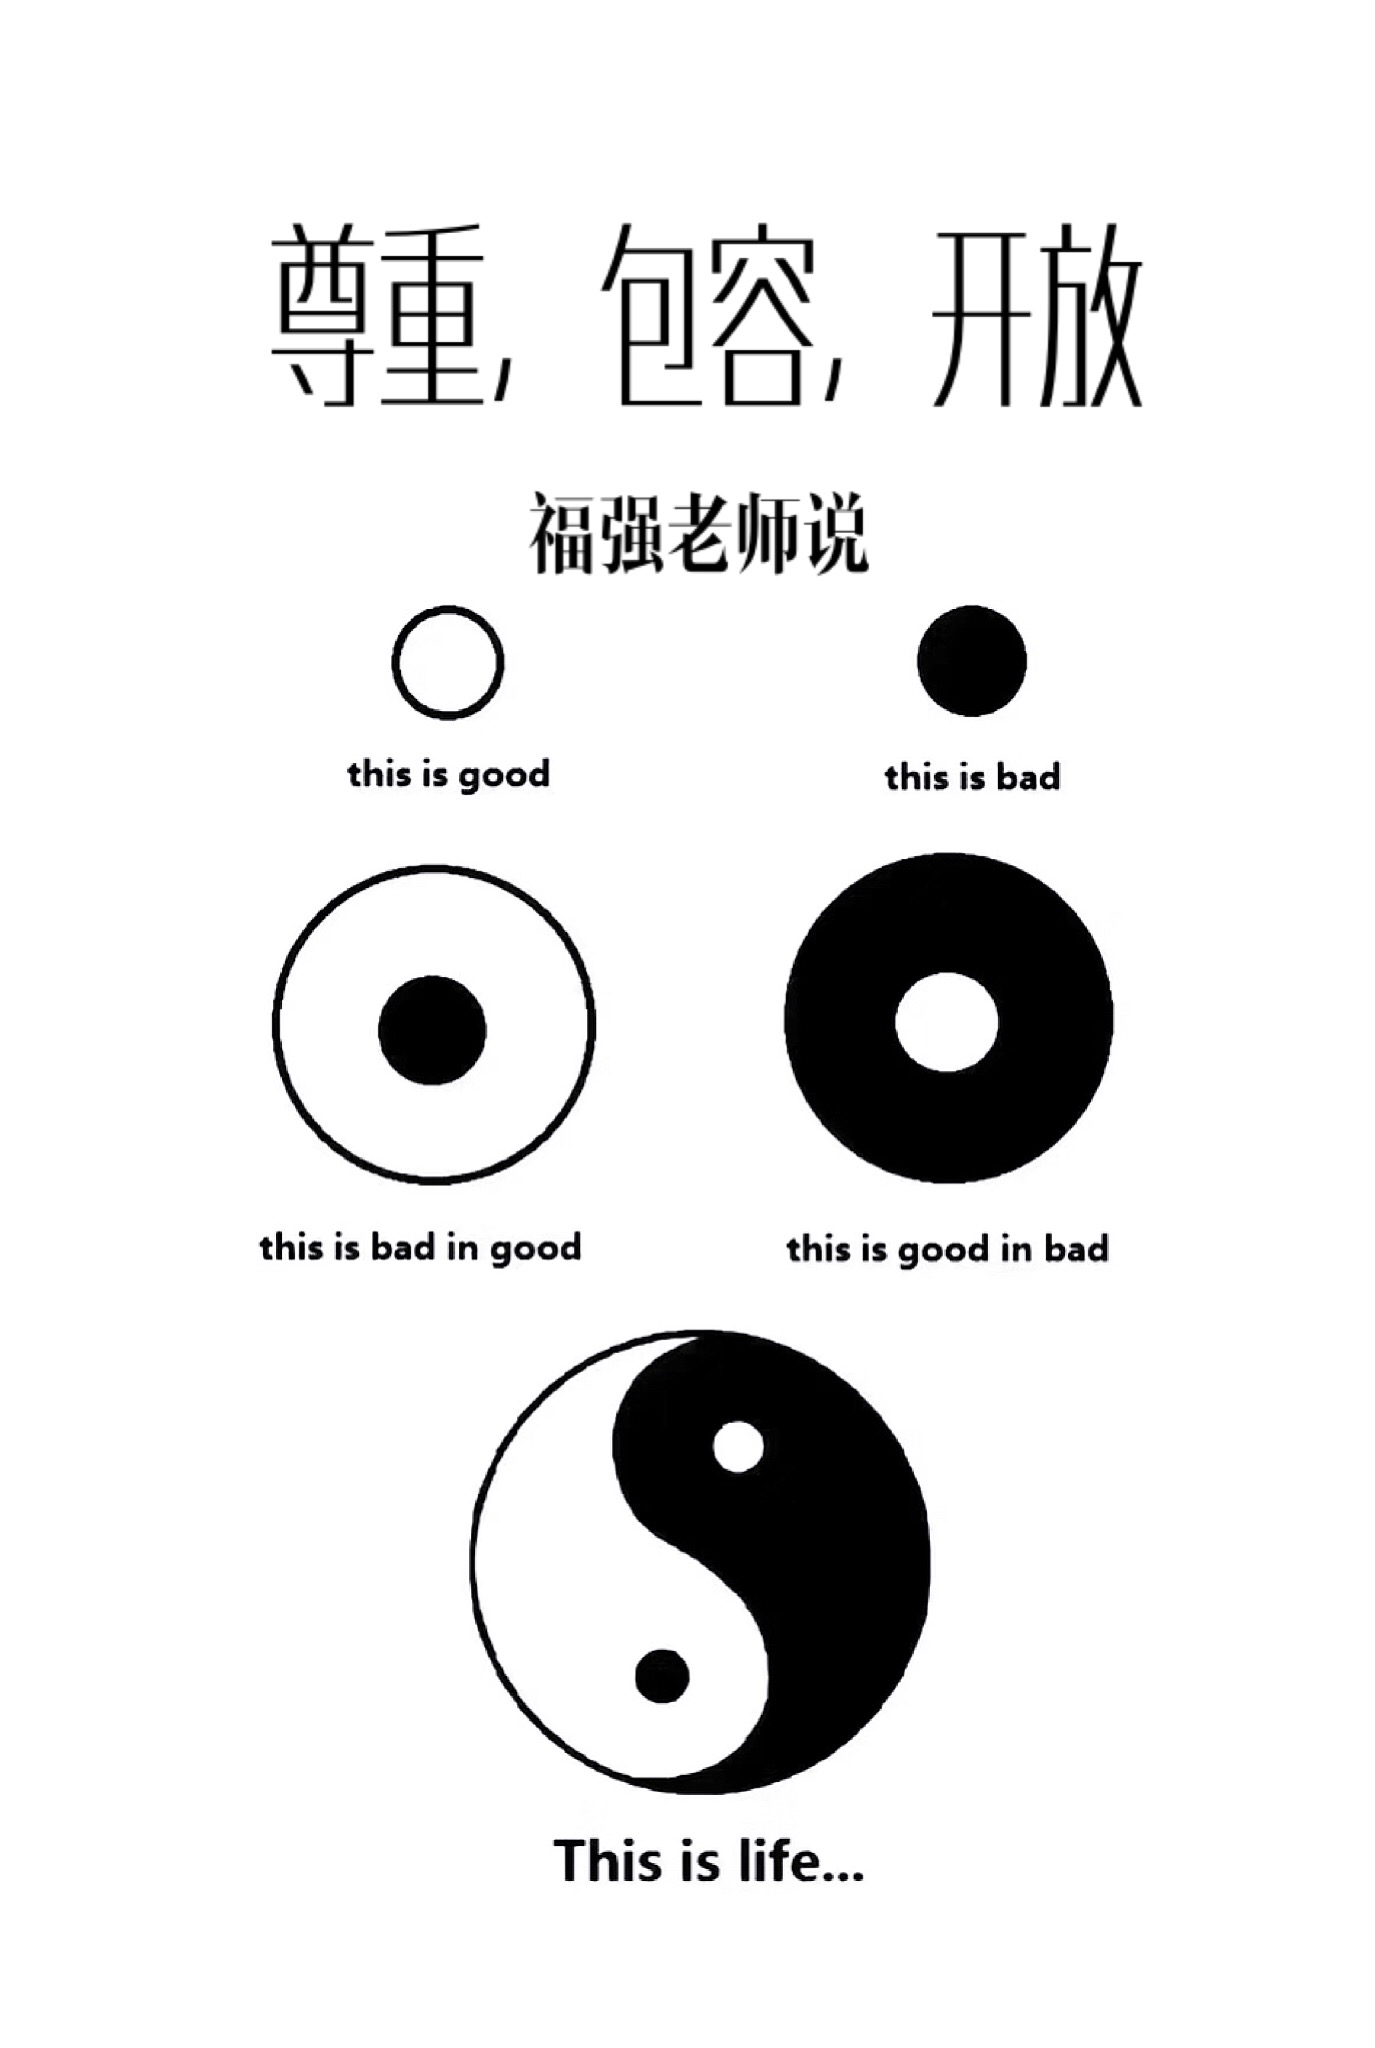 尊重，包容，开放
福强老师说
this is good
this is bad
this is bad in good
this is good in bad
This is life...